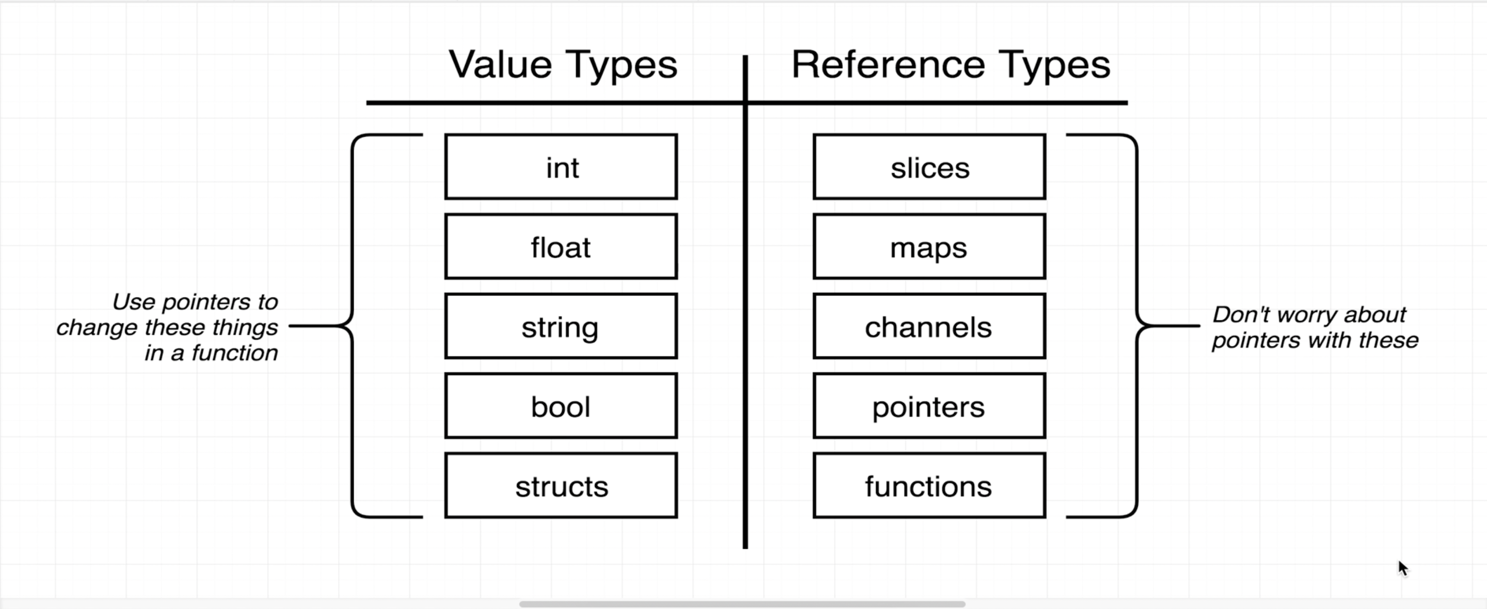 Value Types
Reference Types
int
slices
float
maps
Use pointers to
change these things
in a function
string
channels
Don't worry about
pointers with these
bool
pointers
structs
functions